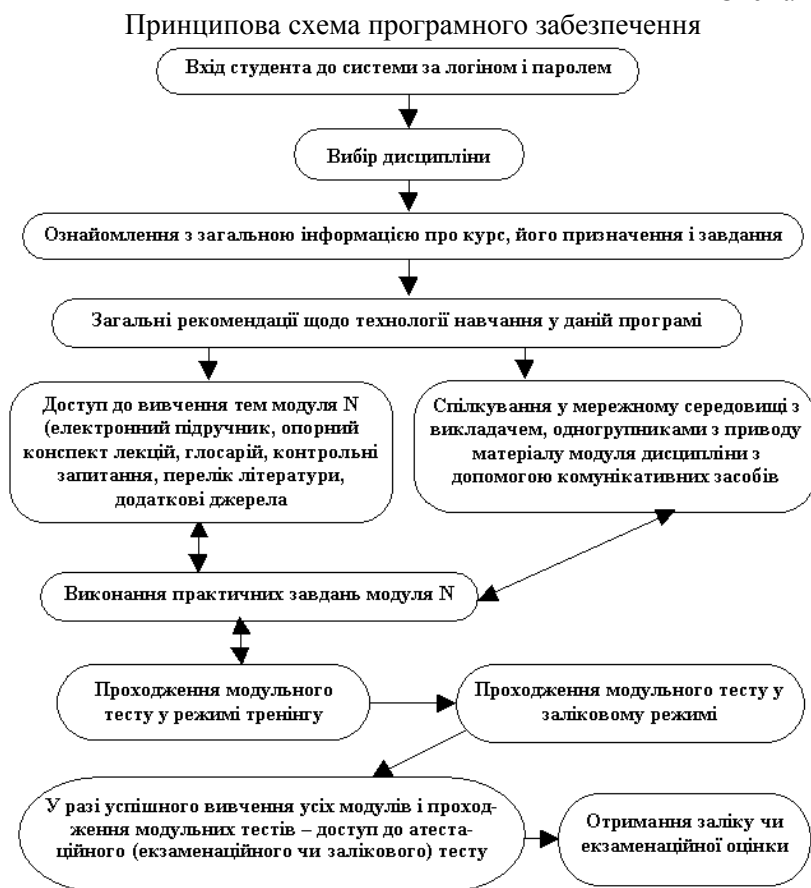 Принципова схема програмного забезпечення
Вхід студента до системи за логіном і паролем
Вибір дисципліни
Ознайомлення з загальною інформацією про курс, його призначення і завдання
Загальні рекомендації щодо технології навчання у даній програмі
Доступ до вивчення тем модуля N
(електронний підручник, опорний
конспект лекцій, глосарій, контрольні
запитання, перелік літератури,
додаткові джерела
Спілкування у мережному середовищі з
викладачем, одногрупниками з приводу
матеріалу модуля дисципліни з
допомогою комунікативних засобів
Виконання практичних завдань модуля N
Проходження модульного
тесту у режимі тренінгу
Проходження модульного тесту у
заліковому режимі
У разі успішного вивчення усіх модулів і проход-
ження модульних тестів – доступ до атеста-
ційного (екзаменаційного чи залікового) тесту
Отримання заліку чи
екзаменаційної оцінки